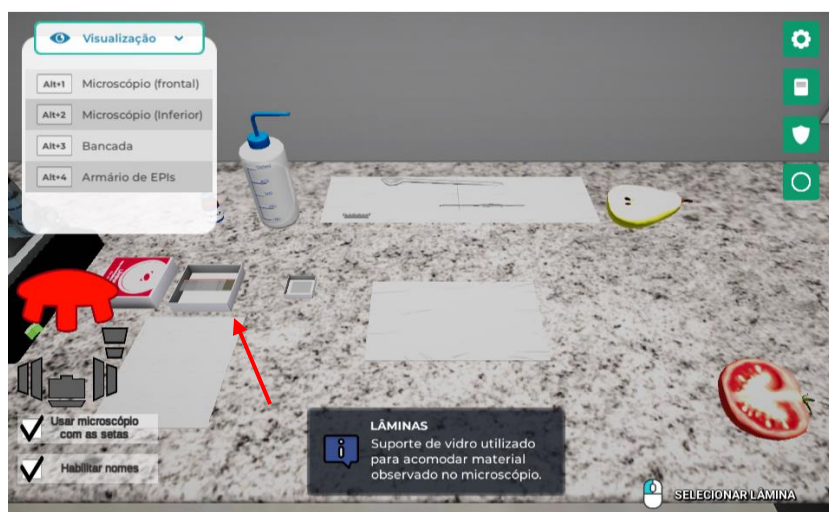 Visualização
Alt+1 Microscópio (frontal)
Alt+2 Microscópio (Inferior)
Alt+3 Bancada
Alt+4 Armário de EPIs
Usar microscópio
com as setas
Habilitar nomes
LÂMINAS
Suporte de vidro utilizado
para acomodar material
observado no microscópio.
SELECIONAR LÂMINA